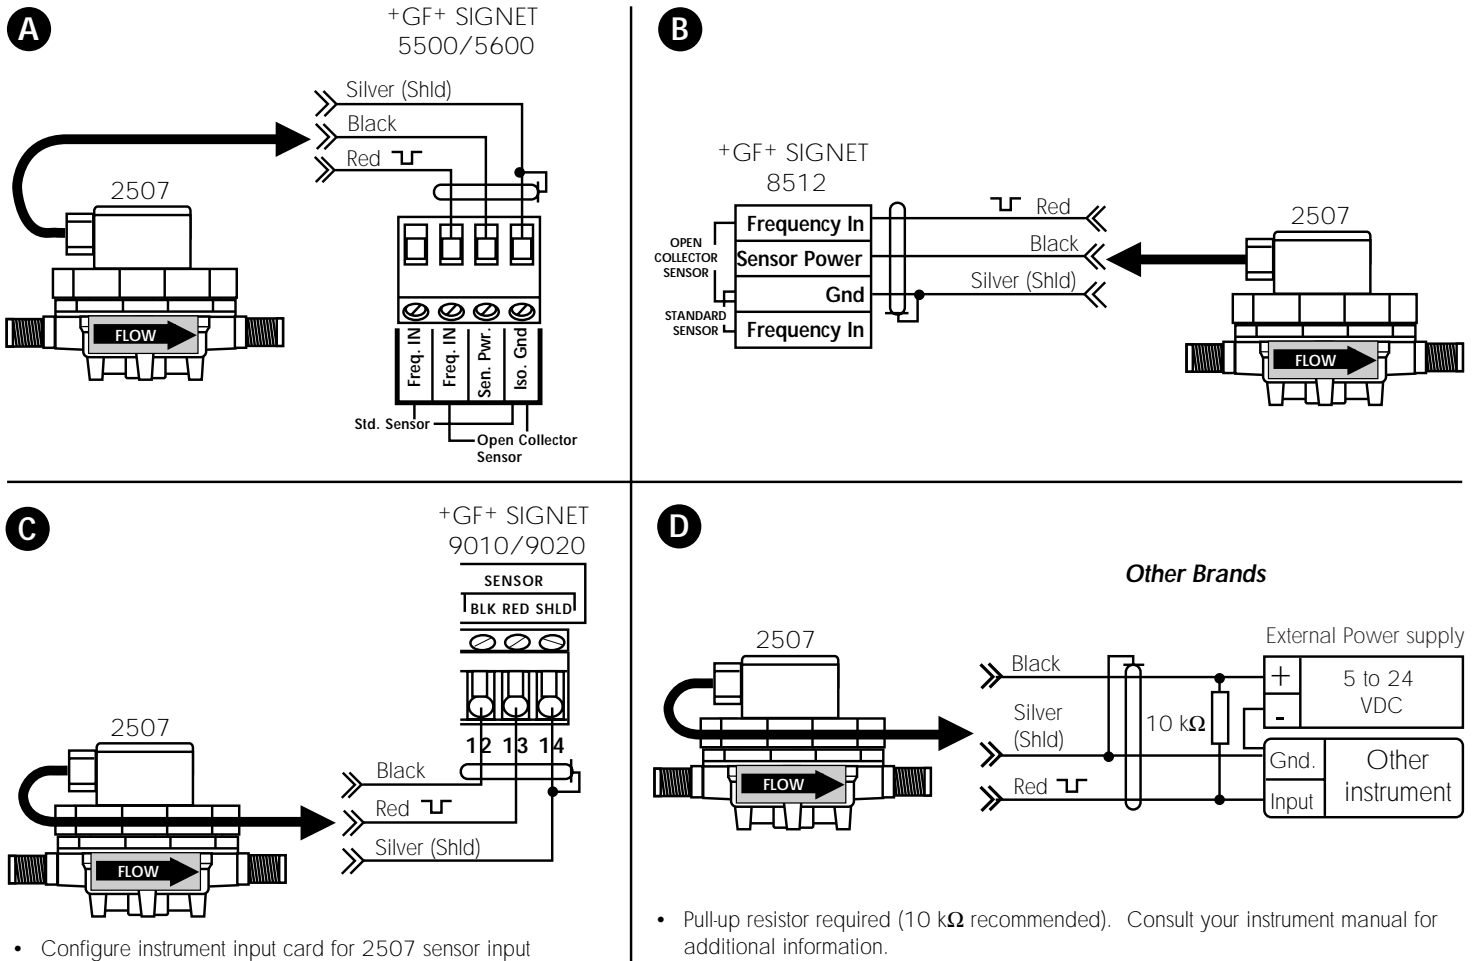 A
+GF+ SIGNET
5500/5600
Silver (Shld)
Black
Red
2507
FLOW
Freq. IN
Freq. IN
Sen. Pwr.
Iso. Gnd
Std. Sensor
Open Collector
Sensor
B
+GF+ SIGNET
8512
OPEN
COLLECTOR
SENSOR
STANDARD
SENSOR
Frequency In
Sensor Power
Gnd
Frequency In
Red
Black
Silver (Shld)
2507
FLOW
C
+GF+ SIGNET
9010/9020
SENSOR
BLK RED SHLD
12 13 14
2507
Black
Red
Silver (Shld)
FLOW
• Configure instrument input card for 2507 sensor input
D
Other Brands
2507
External Power supply
Black
+
5 to 24
VDC
-
Silver
(Shld)
10 kΩ
Gnd.
Other
instrument
Red
Input
FLOW
• Pull-up resistor required (10 kΩ recommended). Consult your instrument manual for
additional information.